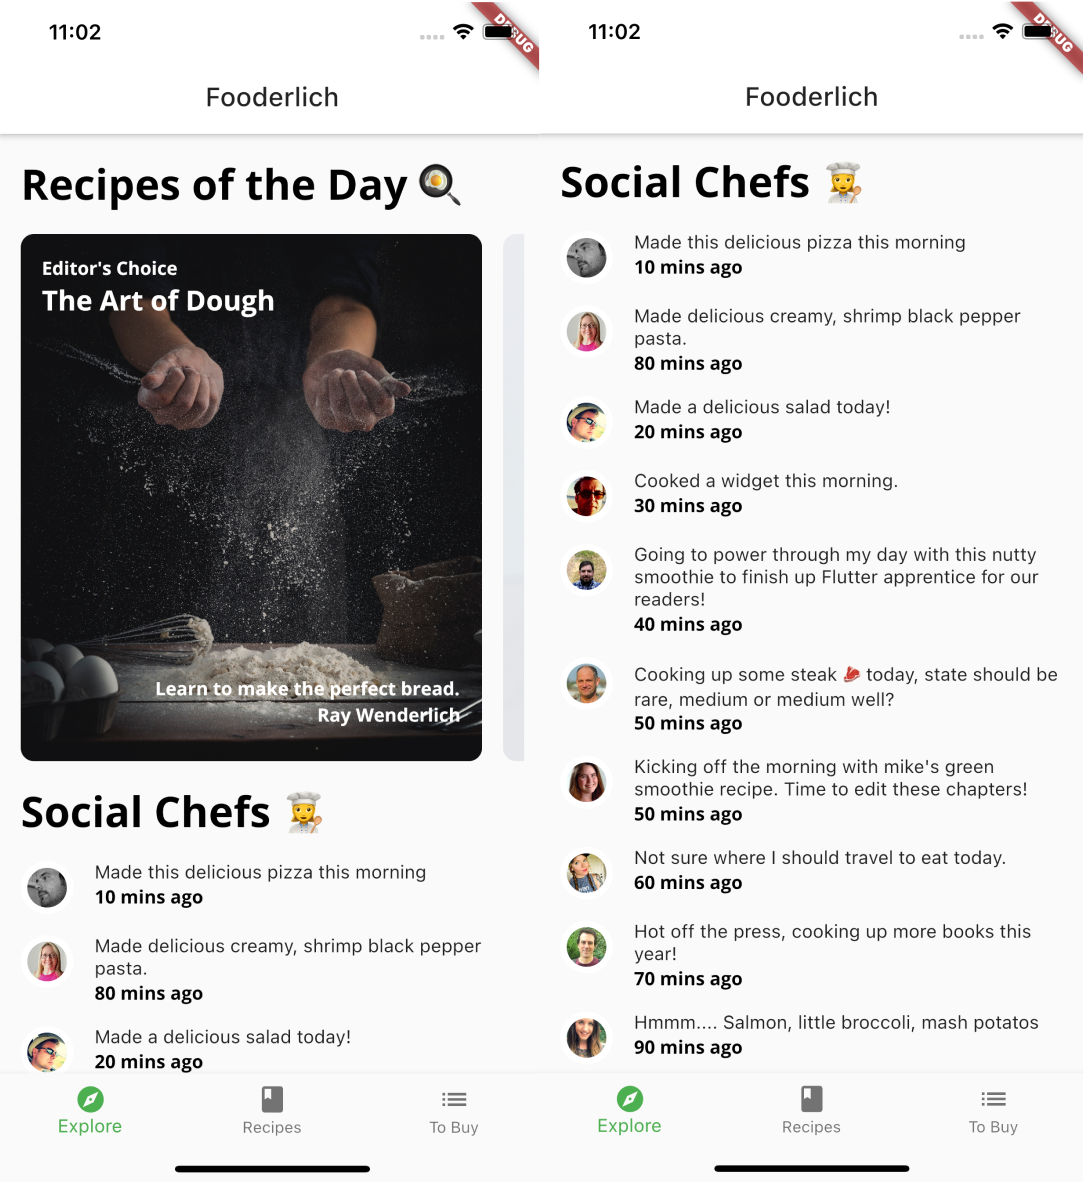 11:02
DEBUG
Fooderlich
Recipes of the Day 🍳
Editor's Choice
The Art of Dough
Learn to make the perfect bread.
Ray Wenderlich
Social Chefs 👩‍🍳
Made this delicious pizza this morning
10 mins ago
Made delicious creamy, shrimp black pepper
pasta.
80 mins ago
Made a delicious salad today!
20 mins ago
Explore
Recipes
To Buy
11:02
DEBUG
Fooderlich
Social Chefs 👩‍🍳
Made this delicious pizza this morning
10 mins ago
Made delicious creamy, shrimp black pepper
pasta.
80 mins ago
Made a delicious salad today!
20 mins ago
Cooked a widget this morning.
30 mins ago
Going to power through my day with this nutty
smoothie to finish up Flutter apprentice for our
readers!
40 mins ago
Cooking up some steak 🥩 today, state should be
rare, medium or medium well?
50 mins ago
Kicking off the morning with mike's green
smoothie recipe. Time to edit these chapters!
50 mins ago
Not sure where I should travel to eat today.
60 mins ago
Hot off the press, cooking up more books this
year!
70 mins ago
Hmmm.... Salmon, little broccoli, mash potatos
90 mins ago
Explore
Recipes
To Buy